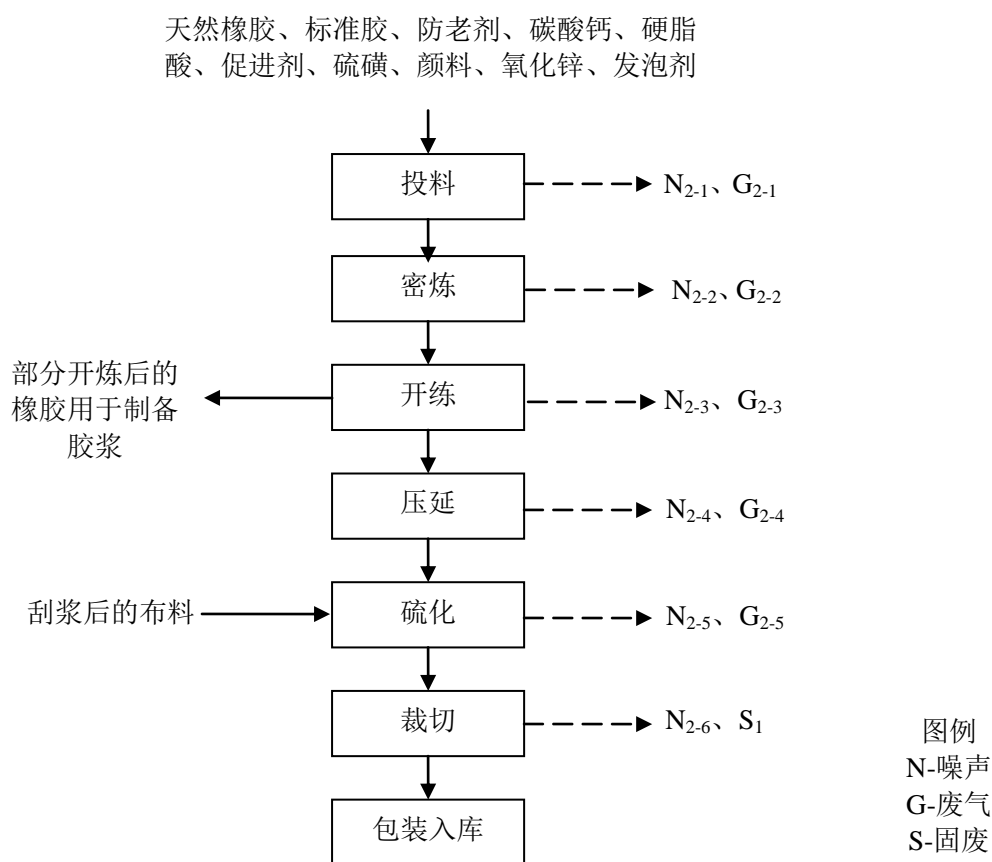 天然橡胶、标准胶、防老剂、碳酸钙、硬脂
酸、促进剂、硫磺、颜料、氧化锌、发泡剂
投料
N2-1、G2-1
密炼
N2-2、G2-2
部分开炼后的
橡胶用于制备
胶浆
开练
N2-3、G2-3
压延
N2-4、G2-4
刮浆后的布料
硫化
N2-5、G2-5
裁切
N2-6、S1
包装入库
图例
N-噪声
G-废气
S-固废